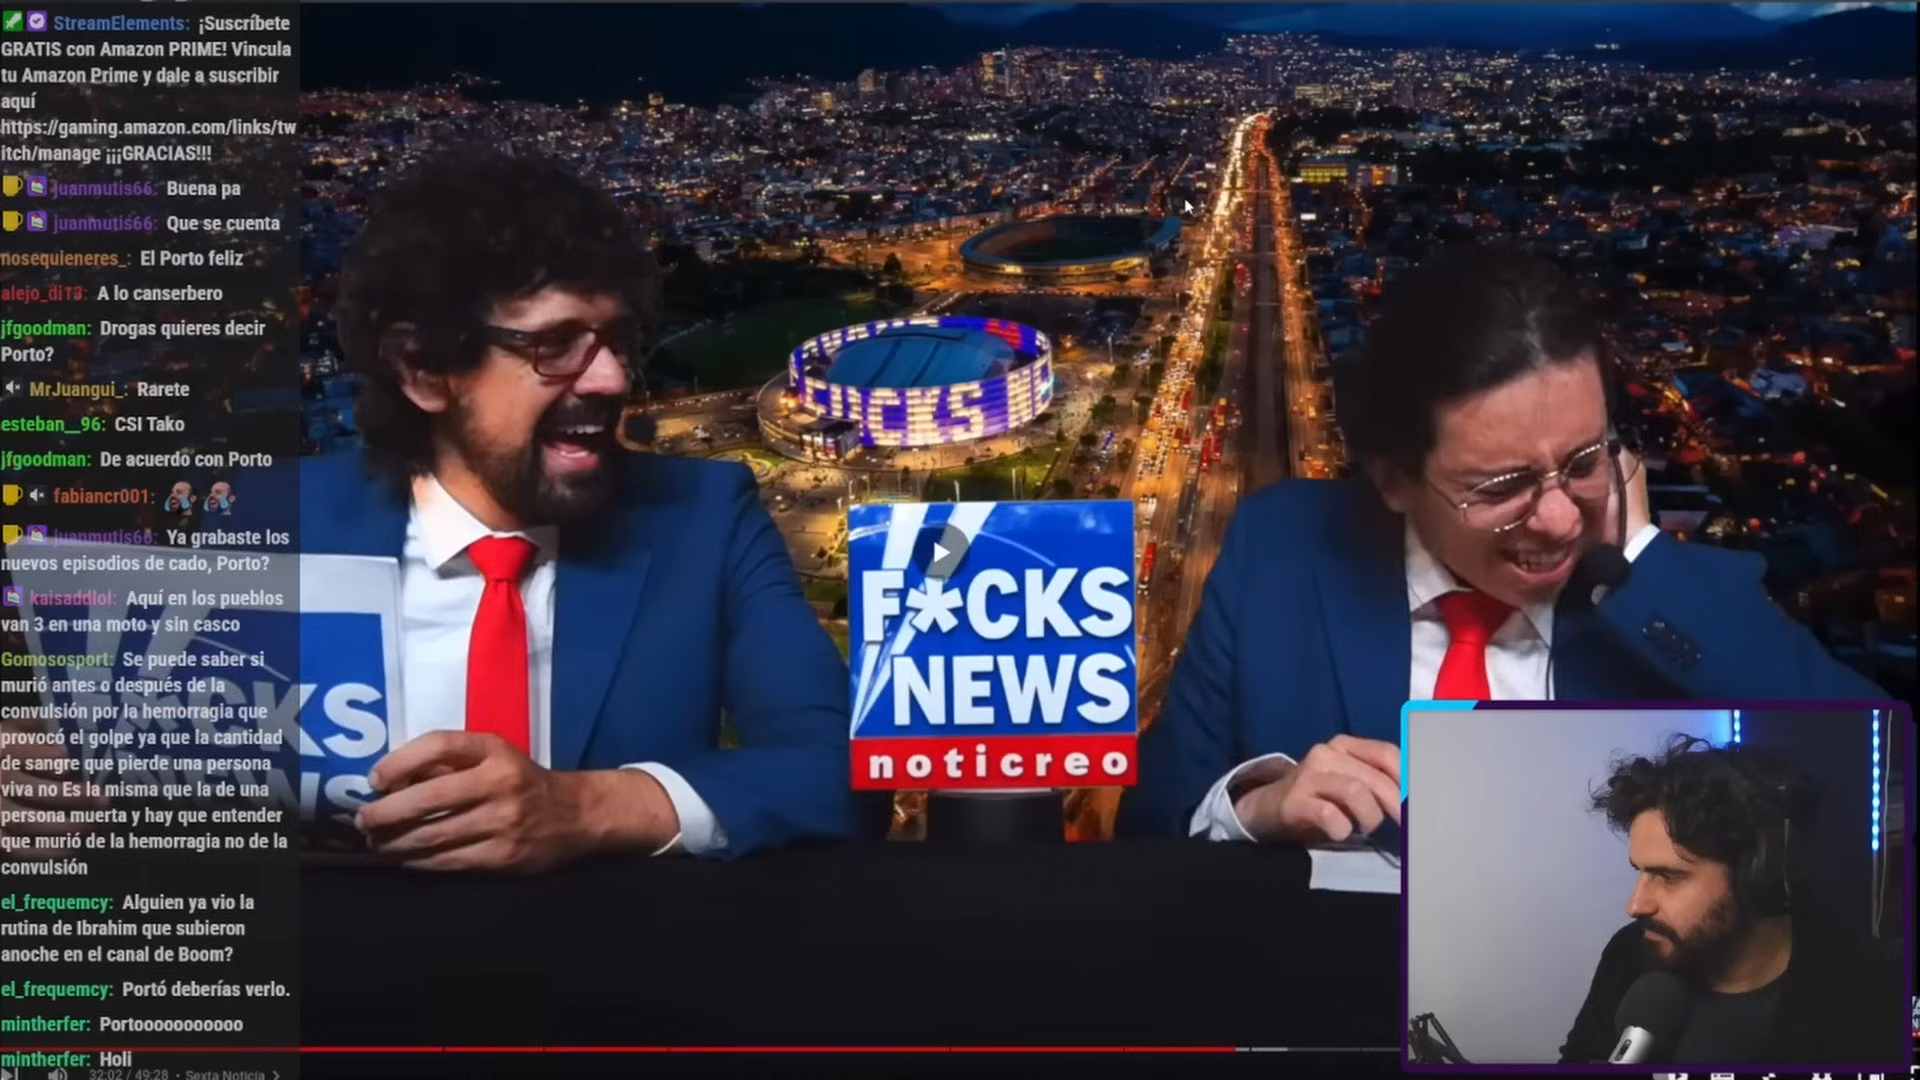 StreamElements: ¡Suscríbete
GRATIS con Amazon PRIME! Vincula
tu Amazon Prime y dale a suscribir
aquí
https://gaming.amazon.com/links/tw
itch/manage ¡¡¡GRACIAS!!!
juanmutis66: Buena pa
juanmutis66: Que se cuenta
nosequieneres_: El Porto feliz
alejo_di13: A lo canserbero
jfgoodman: Drogas quieres decir
Porto?
MrJuangui_: Rarete
esteban__96: CSI Tako
jfgoodman: De acuerdo con Porto
fabiancr001:
juanmutis66: Ya grabaste los
nuevos episodios de cado, Porto?
kaisaddlol: Aquí en los pueblos
van 3 en una moto y sin casco
Gomososport: Se puede saber si
murió antes o después de la
convulsión por la hemorragia que
provocó el golpe ya que la cantidad
de sangre que pierde una persona
viva no Es la misma que la de una
persona muerta y hay que entender
que murió de la hemorragia no de la
convulsión
el_frequemcy: Alguien ya vio la
rutina de Ibrahim que subieron
anoche en el canal de Boom?
el_frequemcy: Portó deberías verlo.
mintherfer: Portooooooooooo
mintherfer: Holi
32:02 / 49:28 • Sexta Noticia >
F*CKS
NEWS
noticreo
CKS